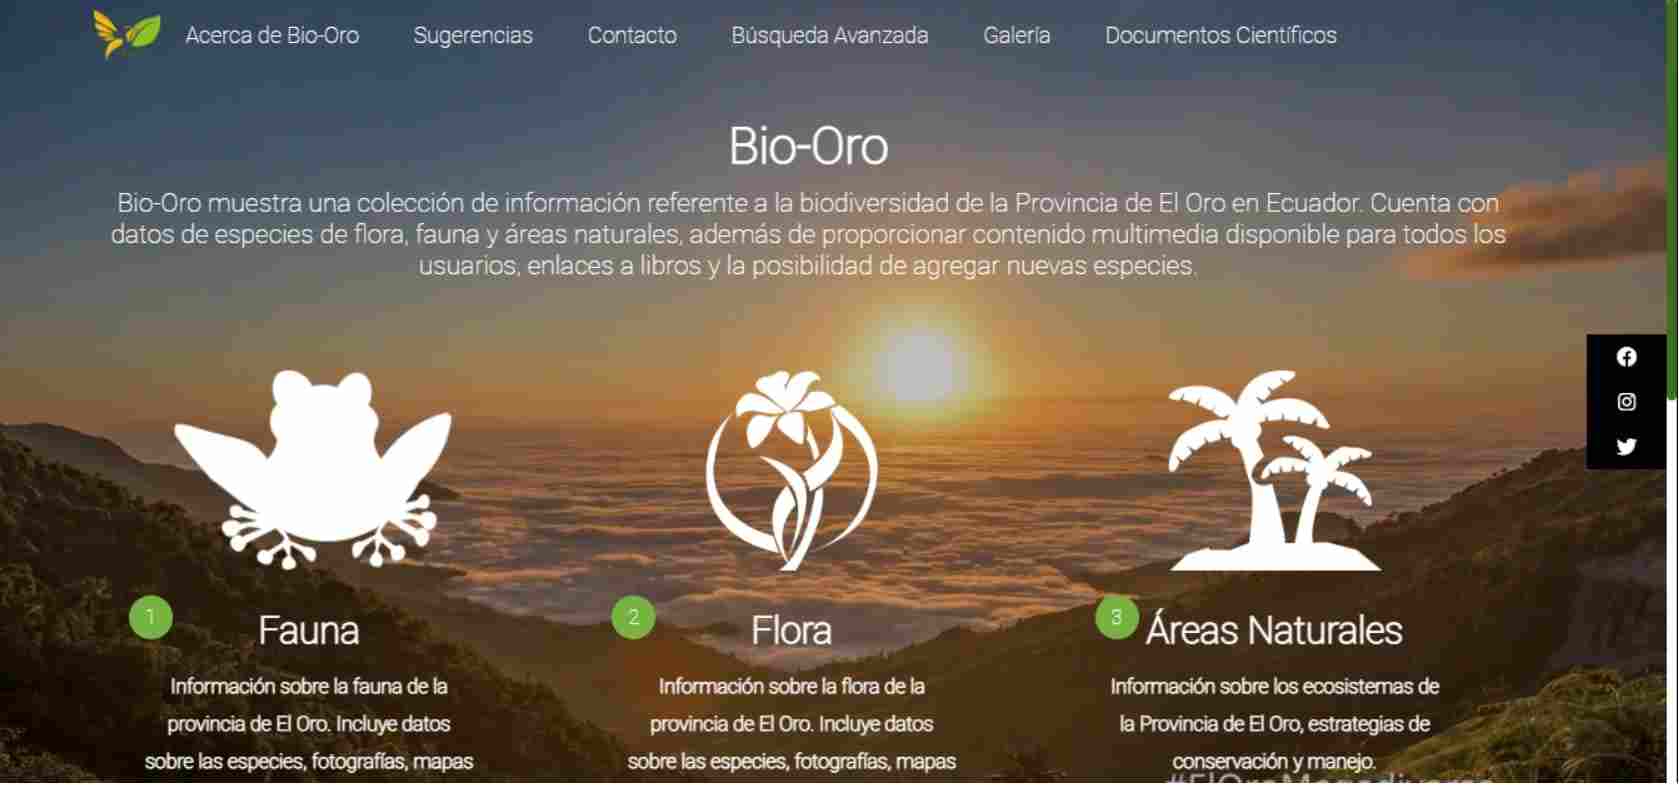 Acerca de Bio-Oro Sugerencias Contacto Búsqueda Avanzada Galería Documentos Científicos
Bio-Oro
Bio-Oro muestra una colección de información referente a la biodiversidad de la Provincia de El Oro en Ecuador. Cuenta con
datos de especies de flora, fauna y áreas naturales, además de proporcionar contenido multimedia disponible para todos los
usuarios, enlaces a libros y la posibilidad de agregar nuevas especies.
1 Fauna
Información sobre la fauna de la
provincia de El Oro. Incluye datos
sobre las especies, fotografías, mapas
2 Flora
Información sobre la flora de la
provincia de El Oro. Incluye datos
sobre las especies, fotografías, mapas
3 Áreas Naturales
Información sobre los ecosistemas de
la Provincia de El Oro, estrategias de
conservación y manejo.
#ElOroMegadiverso